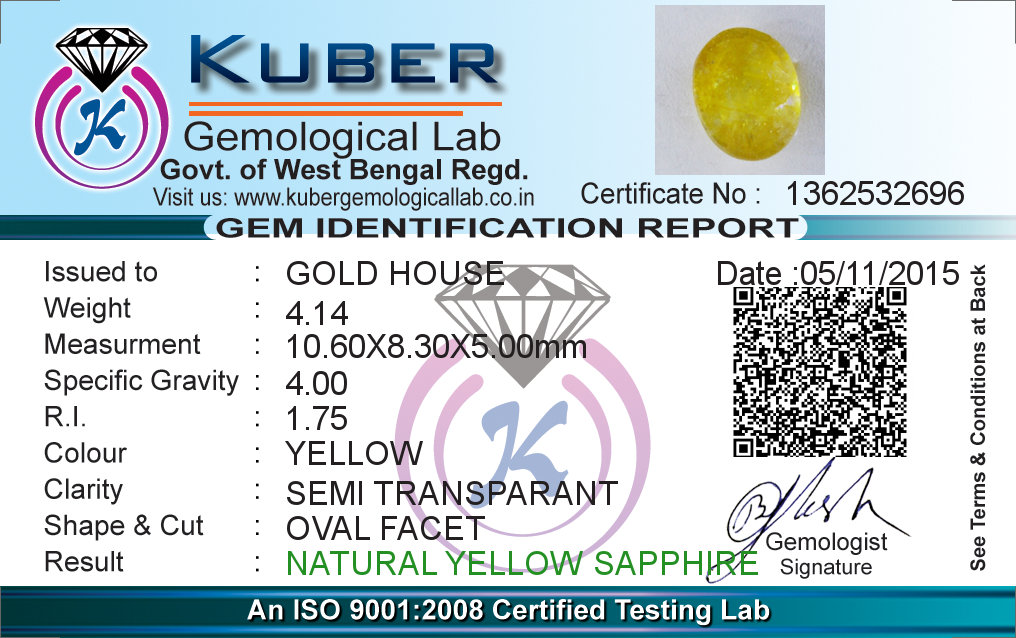 KUBER
Gemological Lab
Govt. of West Bengal Regd.
Visit us: www.kubergemologicallab.co.in
Certificate No : 1362532696
GEM IDENTIFICATION REPORT
Issued to : GOLD HOUSE
Date :05/11/2015
Weight : 4.14
Measurment : 10.60X8.30X5.00mm
Specific Gravity : 4.00
R.I. : 1.75
Colour : YELLOW
Clarity : SEMI TRANSPARANT
Shape & Cut : OVAL FACET
Result : NATURAL YELLOW SAPPHIRE
Gemologist
Signature
See Terms & Conditions at Back
K
K
An ISO 9001:2008 Certified Testing Lab